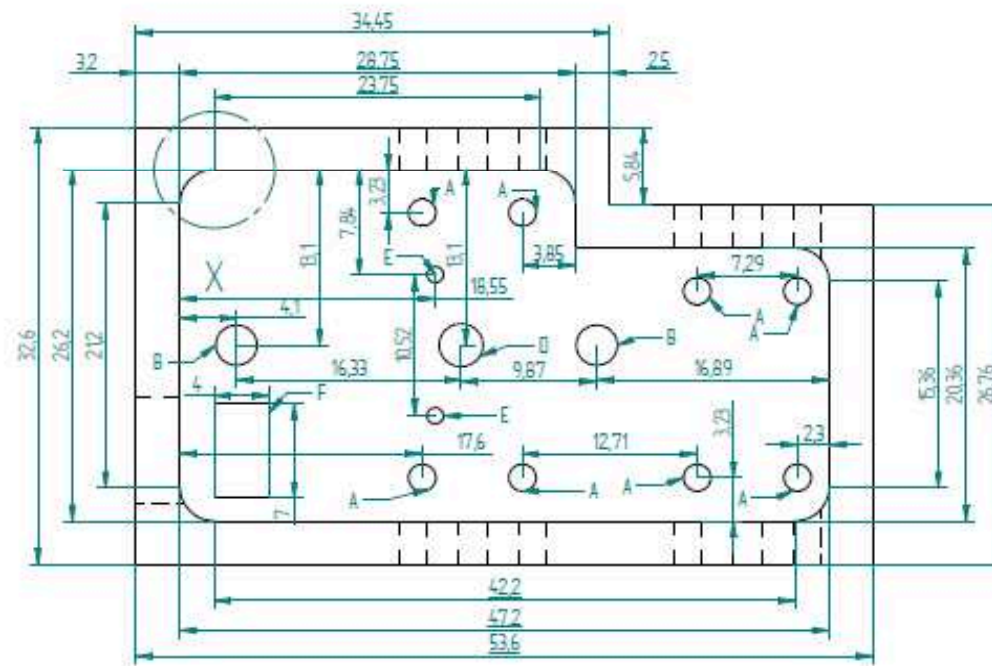 34,45
3,2
28,75
2,5
23,75
5,84
3,23
A
A
7,84
13,1
13,1
E
3,85
7,29
X
18,55
4,1
A
A
B
D
B
32,6
26,2
21,2
10,52
16,33
9,87
16,89
15,36
20,36
26,76
4
F
E
17,6
12,71
3,23
2,3
7
A
A
A
A
42,2
47,2
53,6